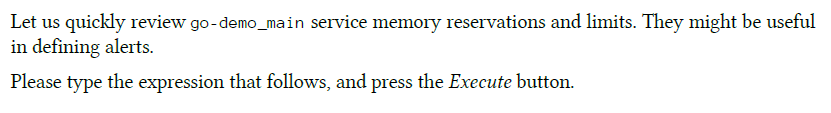 Let us quickly review go-demo_main service memory reservations and limits. They might be useful
in defining alerts.
Please type the expression that follows, and press the Execute button.